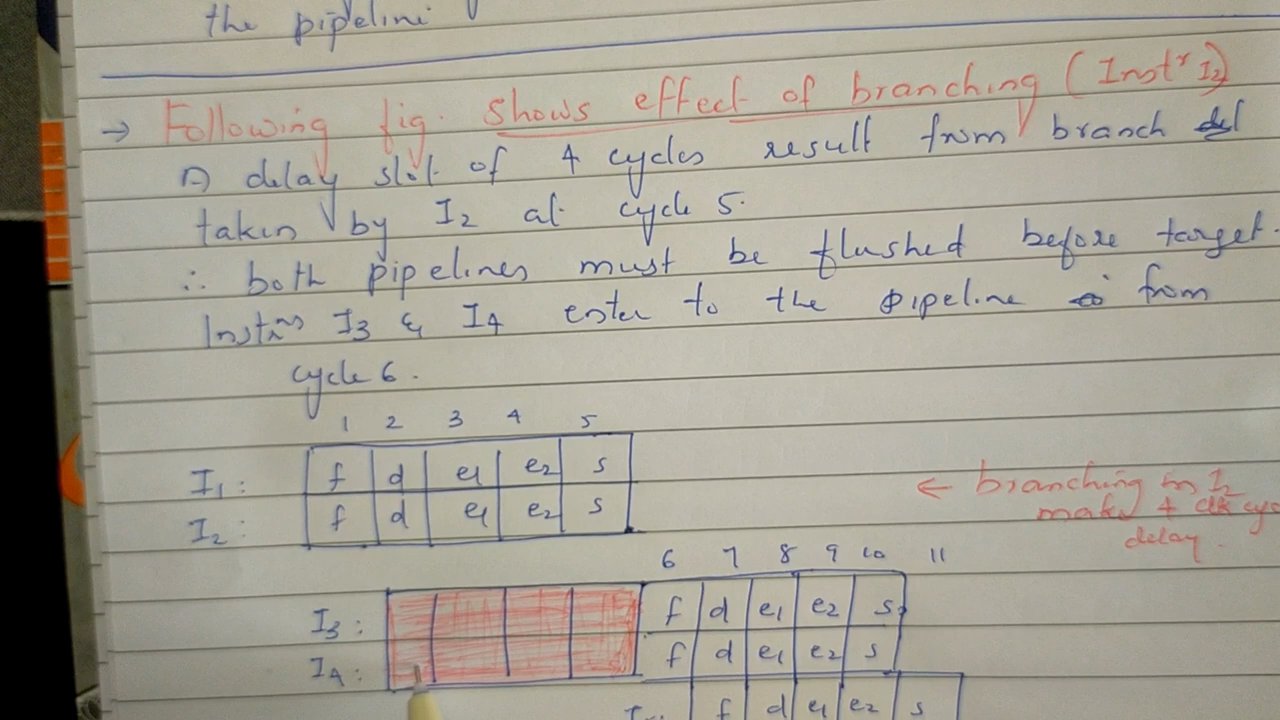 the pipeline
→ Following fig. shows effect of branching (Instr I2)
A delay slot of 4 cycles result from branch
taken by I2 at cycle 5.
∴ both pipelines must be flushed before target
Instns I3 & I4 enter to the pipeline from
cycle 6.
1 2 3 4 5
I1: f d e1 e2 s
I2: f d e1 e2 s
← branching in I2
make 4 clk cyc
delay.
6 7 8 9 10 11
I3: f d e1 e2 s
I4: f d e1 e2 s
f d e1 e2 s